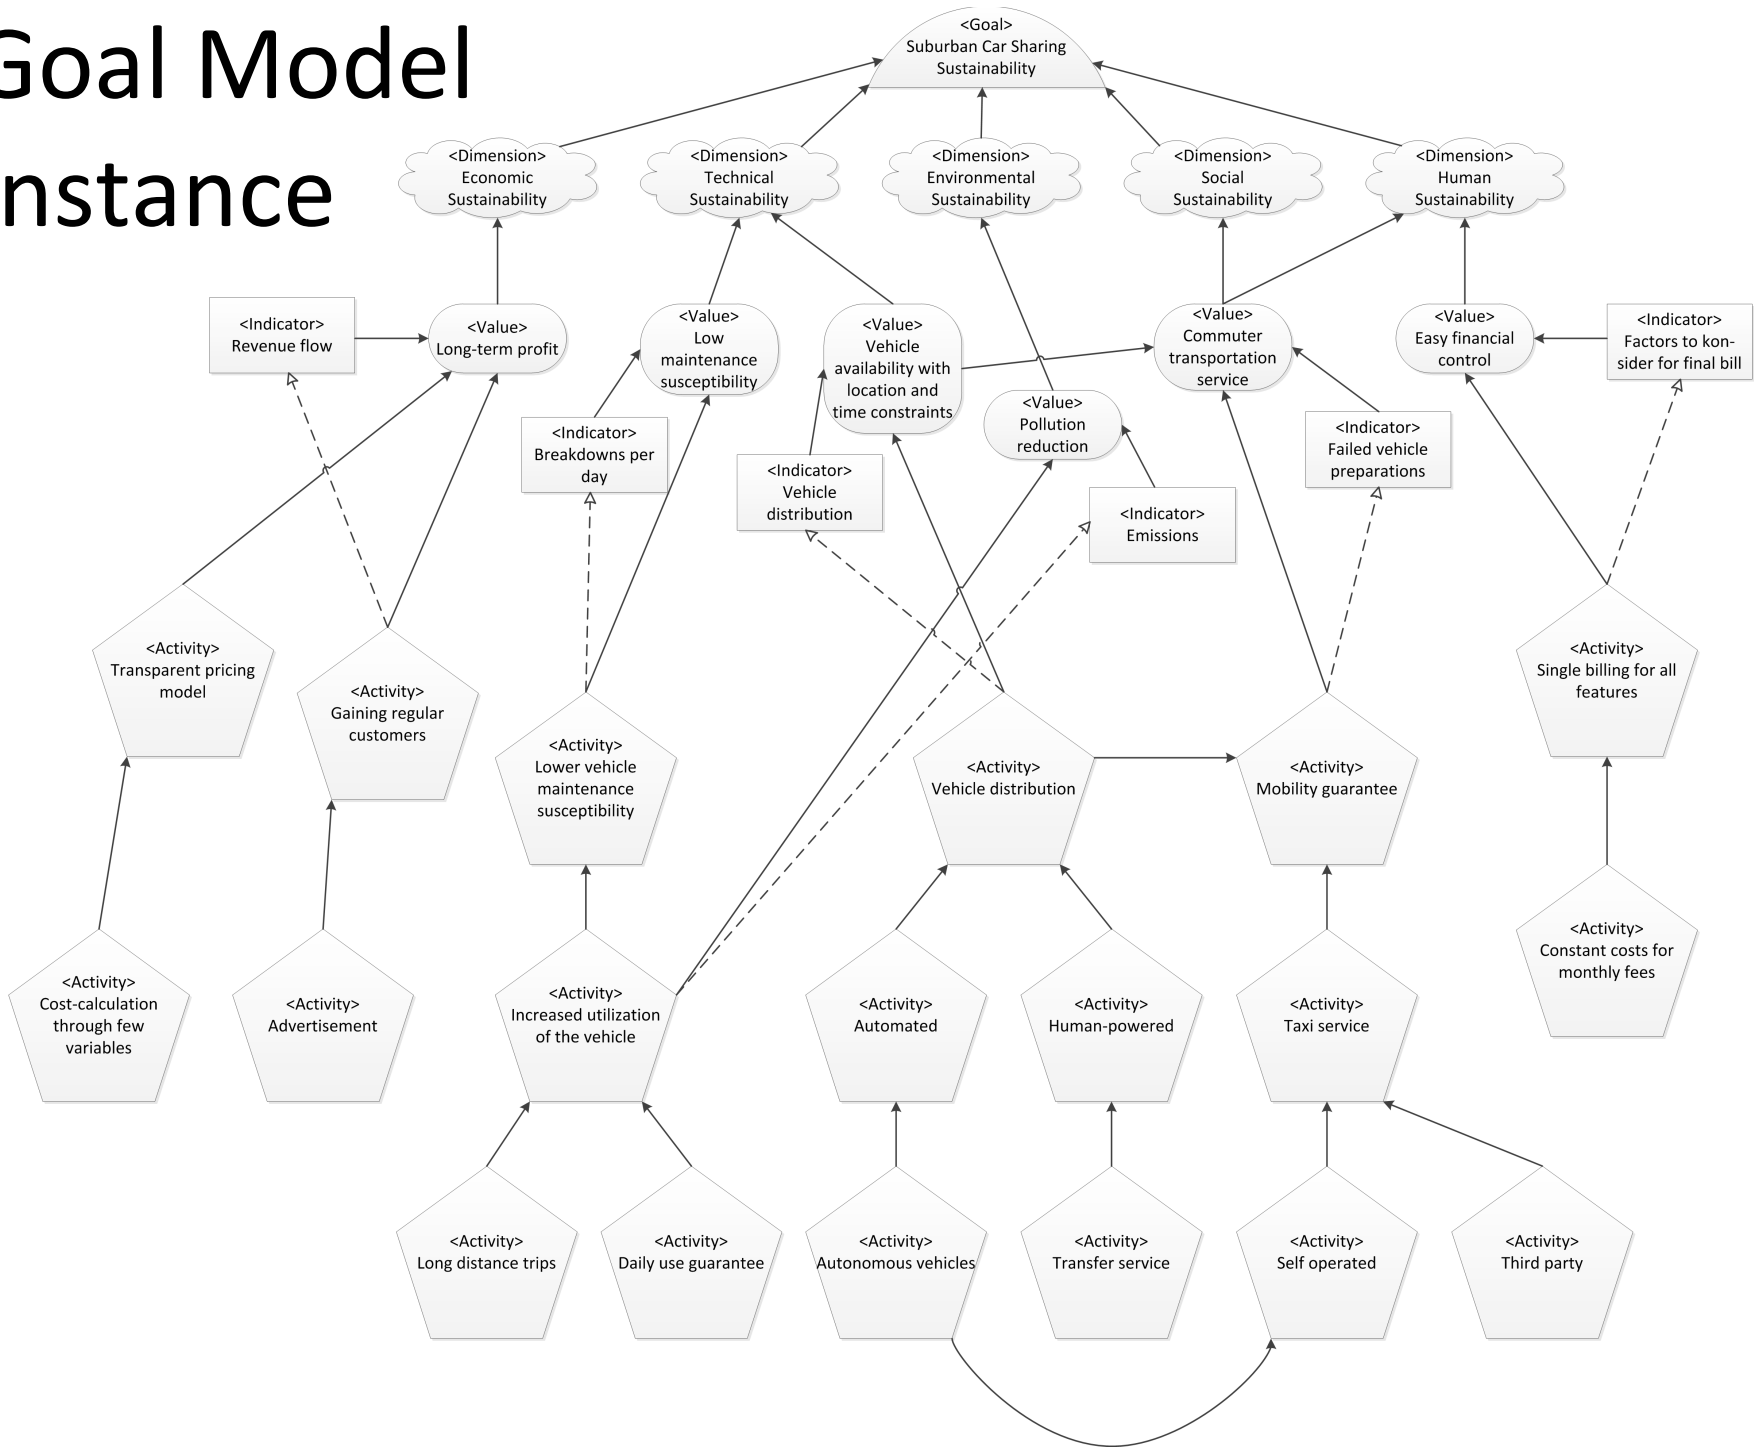 Goal Model
nstance
<Goal>
Suburban Car Sharing
Sustainability
<Dimension>
Economic
Sustainability
<Dimension>
Technical
Sustainability
<Dimension>
Environmental
Sustainability
<Dimension>
Social
Sustainability
<Dimension>
Human
Sustainability
<Indicator>
Revenue flow
<Value>
Long-term profit
<Value>
Low
maintenance
susceptibility
<Value>
Vehicle
availability with
location and
time constraints
<Value>
Commuter
transportation
service
<Value>
Easy financial
control
<Indicator>
Factors to kon-
sider for final bill
<Value>
Pollution
reduction
<Indicator>
Breakdowns per
day
<Indicator>
Vehicle
distribution
<Indicator>
Failed vehicle
preparations
<Indicator>
Emissions
<Activity>
Transparent pricing
model
<Activity>
Gaining regular
customers
<Activity>
Lower vehicle
maintenance
susceptibility
<Activity>
Vehicle distribution
<Activity>
Mobility guarantee
<Activity>
Single billing for all
features
<Activity>
Cost-calculation
through few
variables
<Activity>
Advertisement
<Activity>
Increased utilization
of the vehicle
<Activity>
Automated
<Activity>
Human-powered
<Activity>
Taxi service
<Activity>
Constant costs for
monthly fees
<Activity>
Long distance trips
<Activity>
Daily use guarantee
<Activity>
Autonomous vehicles
<Activity>
Transfer service
<Activity>
Self operated
<Activity>
Third party